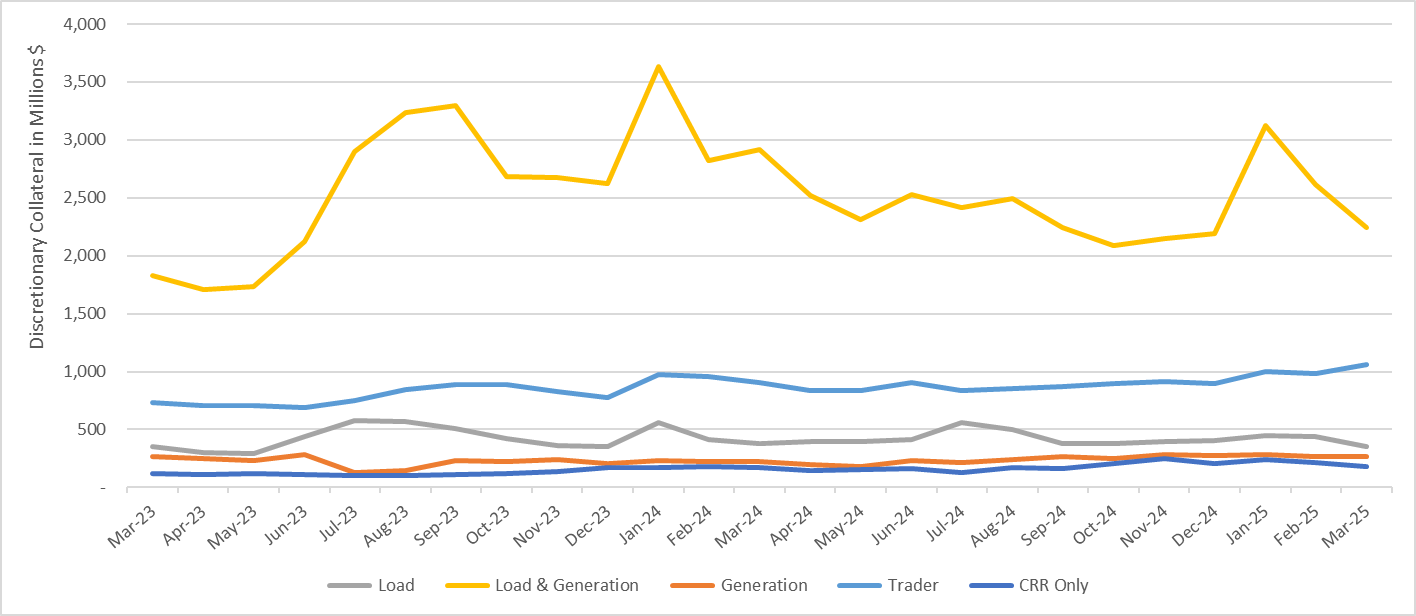 Discretionary Collateral in Millions $
4,000
3,500
3,000
2,500
2,000
1,500
1,000
500
-
Mar-23
Apr-23
May-23
Jun-23
Jul-23
Aug-23
Sep-23
Oct-23
Nov-23
Dec-23
Jan-24
Feb-24
Mar-24
Apr-24
May-24
Jun-24
Jul-24
Aug-24
Sep-24
Oct-24
Nov-24
Dec-24
Jan-25
Feb-25
Mar-25
Load
Load & Generation
Generation
Trader
CRR Only